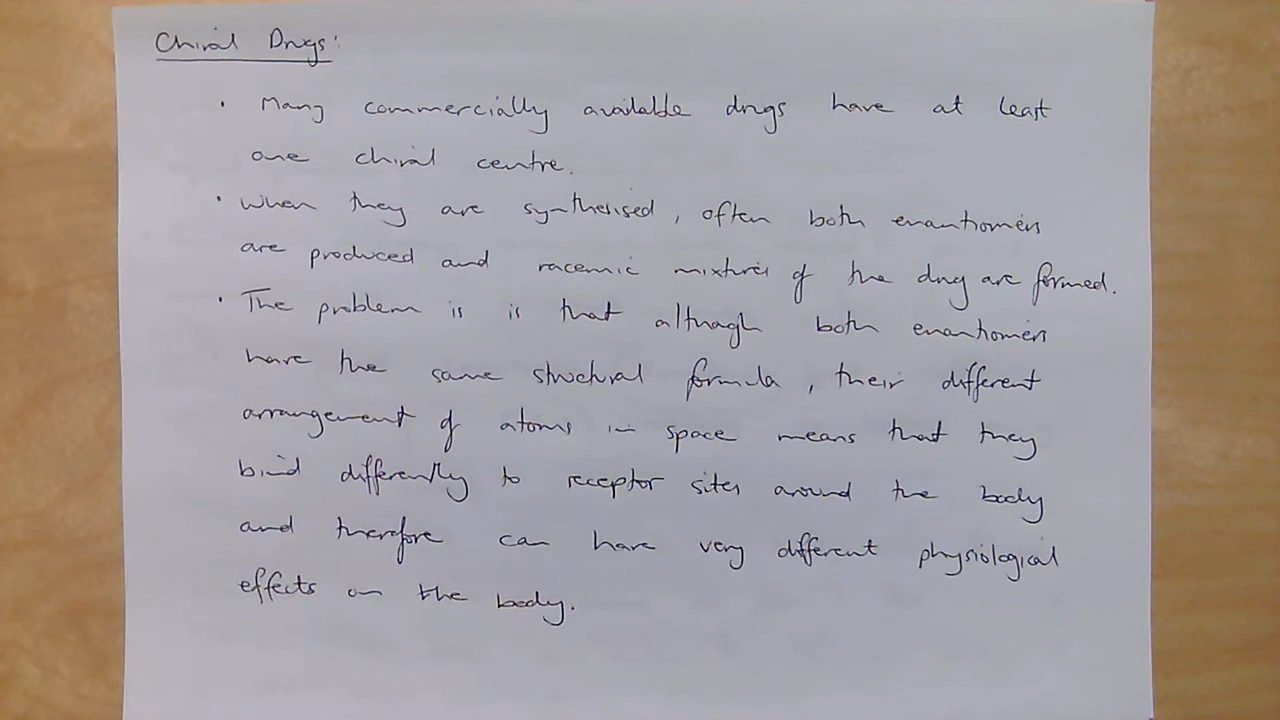 Chiral Drugs:
· Many commercially available drugs have at least
one chiral centre.
· When they are synthesised, often both enantiomers
are produced and racemic mixtures of the drug are formed.
· The problem is is that although both enantiomers
have the same structural formula, their different
arrangement of atoms in space means that they
bind differently to receptor sites around the body
and therefore can have very different physiological
effects on the body.